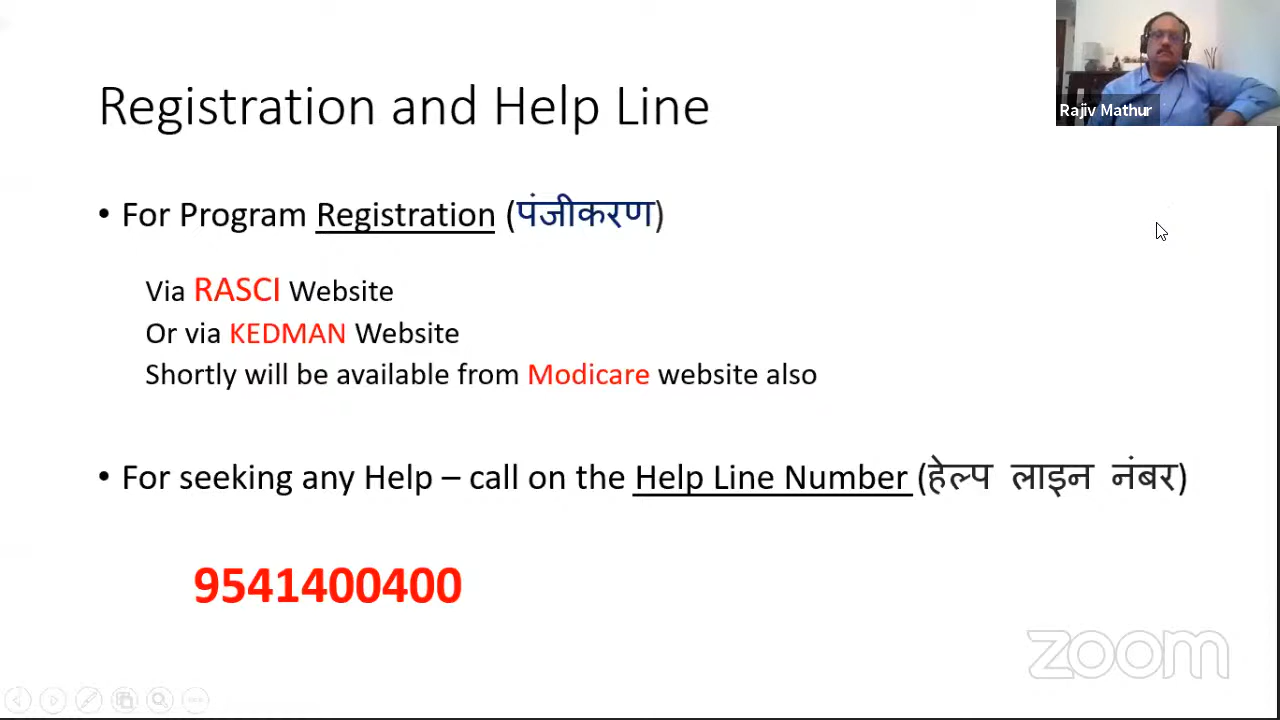 Rajiv Mathur
Registration and Help Line
• For Program Registration (पंजीकरण)
Via RASCI Website
Or via KEDMAN Website
Shortly will be available from Modicare website also
• For seeking any Help – call on the Help Line Number (हेल्प लाइन नंबर)
9541400400
zoom